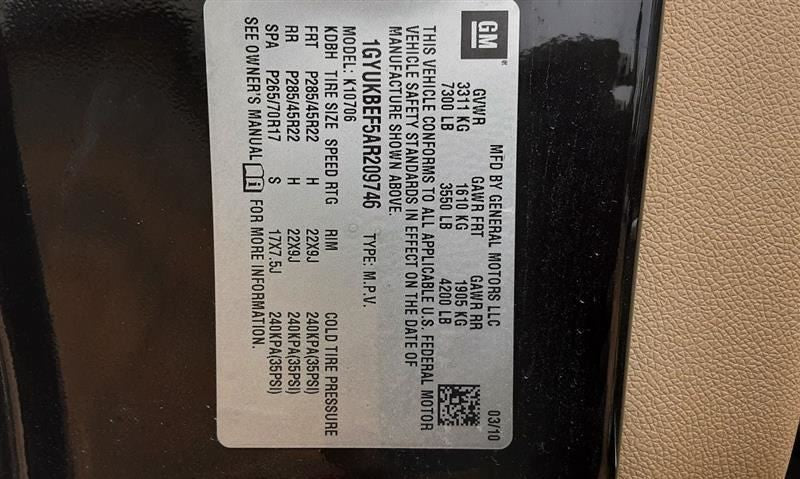 GM
MFD BY GENERAL MOTORS LLC
03/10
GVWR GAWR FRT GAWR RR
3311 KG 1610 KG 1905 KG
7300 LB 3550 LB 4200 LB
THIS VEHICLE CONFORMS TO ALL APPLICABLE U.S. FEDERAL MOTOR
VEHICLE SAFETY STANDARDS IN EFFECT ON THE DATE OF
MANUFACTURE SHOWN ABOVE.
1GYUKBEF5AR209746 TYPE: M.P.V.
MODEL: K10706
KDBH TIRE SIZE SPEED RTG RIM COLD TIRE PRESSURE
FRT P285/45R22 H 22X9J 240KPA(35PSI)
RR P285/45R22 H 22X9J 240KPA(35PSI)
SPA P265/70R17 S 17X7.5J 240KPA(35PSI)
SEE OWNER'S MANUAL FOR MORE INFORMATION.